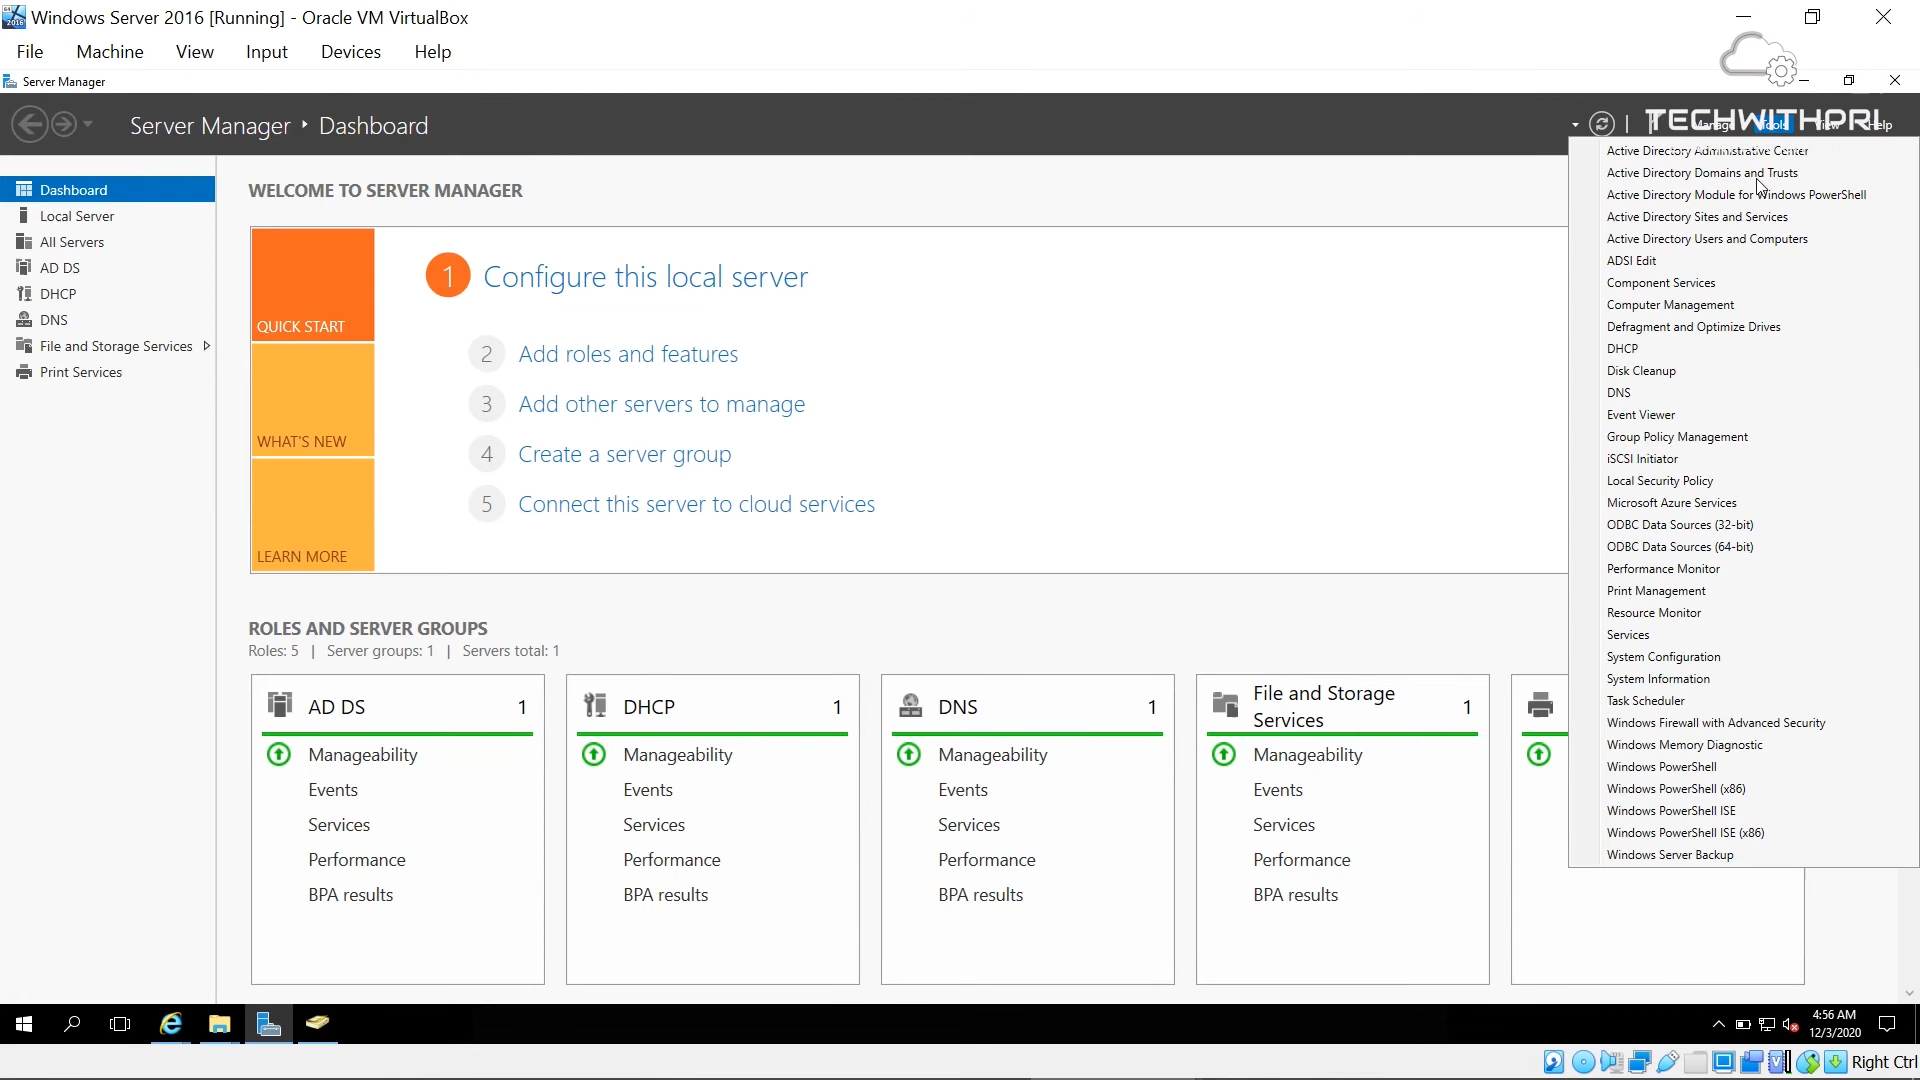 Windows Server 2016 [Running] - Oracle VM VirtualBox
File Machine View Input Devices Help
Server Manager
Server Manager Dashboard
TECHWITHPRI
Manage Tools View Help
Dashboard
Local Server
All Servers
AD DS
DHCP
DNS
File and Storage Services
Print Services
WELCOME TO SERVER MANAGER
QUICK START
WHAT'S NEW
LEARN MORE
1 Configure this local server
2 Add roles and features
3 Add other servers to manage
4 Create a server group
5 Connect this server to cloud services
ROLES AND SERVER GROUPS
Roles: 5 | Server groups: 1 | Servers total: 1
AD DS 1
Manageability
Events
Services
Performance
BPA results
DHCP 1
Manageability
Events
Services
Performance
BPA results
DNS 1
Manageability
Events
Services
Performance
BPA results
File and Storage
Services 1
Manageability
Events
Services
Performance
BPA results
Active Directory Administrative Center
Active Directory Domains and Trusts
Active Directory Module for Windows PowerShell
Active Directory Sites and Services
Active Directory Users and Computers
ADSI Edit
Component Services
Computer Management
Defragment and Optimize Drives
DHCP
Disk Cleanup
DNS
Event Viewer
Group Policy Management
iSCSI Initiator
Local Security Policy
Microsoft Azure Services
ODBC Data Sources (32-bit)
ODBC Data Sources (64-bit)
Performance Monitor
Print Management
Resource Monitor
Services
System Configuration
System Information
Task Scheduler
Windows Firewall with Advanced Security
Windows Memory Diagnostic
Windows PowerShell
Windows PowerShell (x86)
Windows PowerShell ISE
Windows PowerShell ISE (x86)
Windows Server Backup
4:56 AM
12/3/2020
Right Ctrl